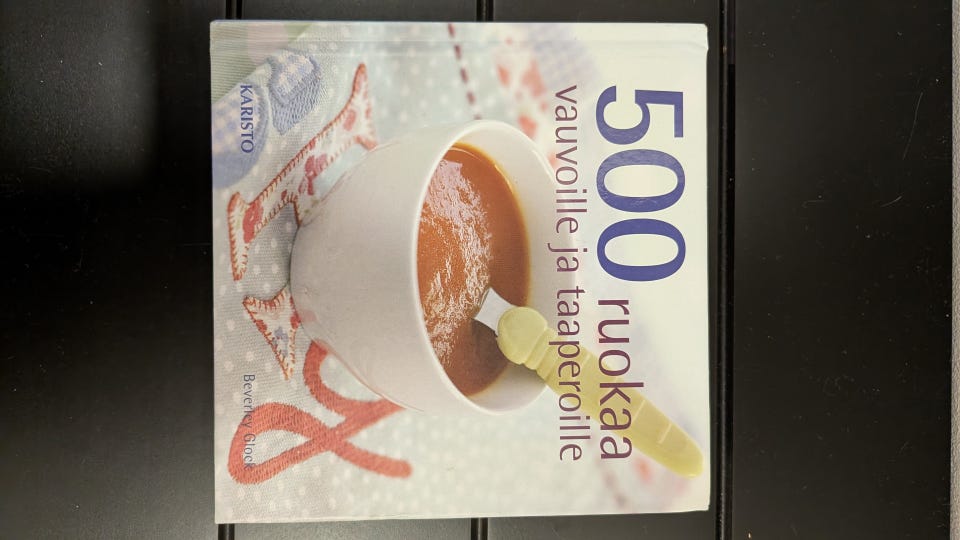 500 ruokaa
vauvoille ja taaperoille
KARISTO
Beverley Glock